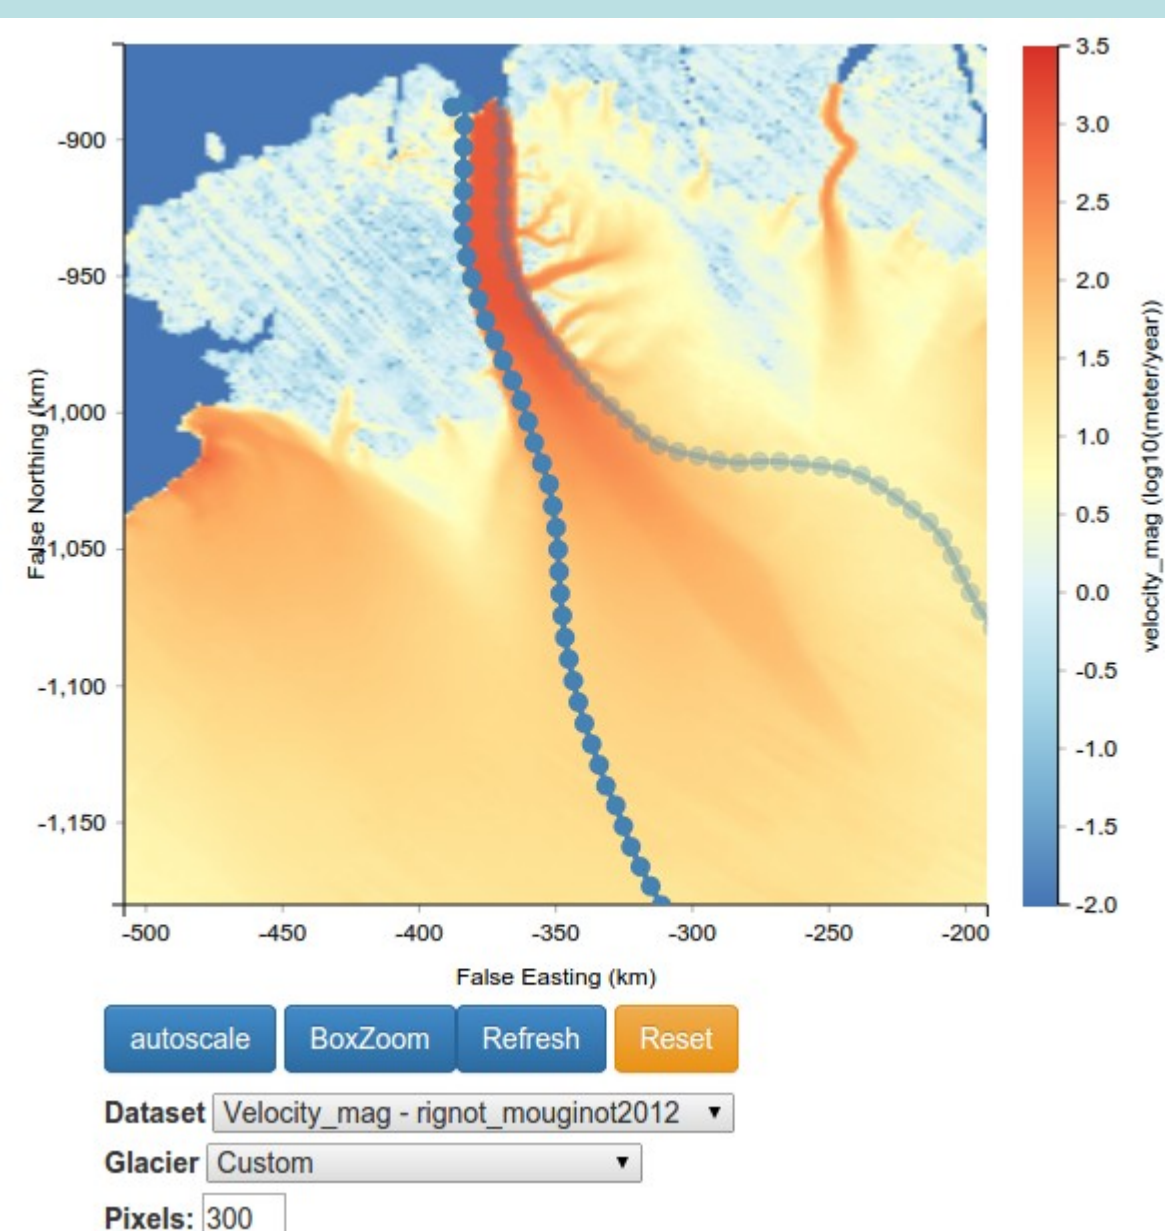 -900
-950
-1,000
-1,050
-1,100
-1,150
False Northing (km)
-500 -450 -400 -350 -300 -250 -200
False Easting (km)
3.5
3.0
2.5
2.0
1.5
1.0
0.5
0.0
-0.5
-1.0
-1.5
-2.0
velocity_mag (log10(meter/year))
autoscale BoxZoom Refresh Reset
Dataset Velocity_mag - rignot_mouginot2012
Glacier Custom
Pixels: 300